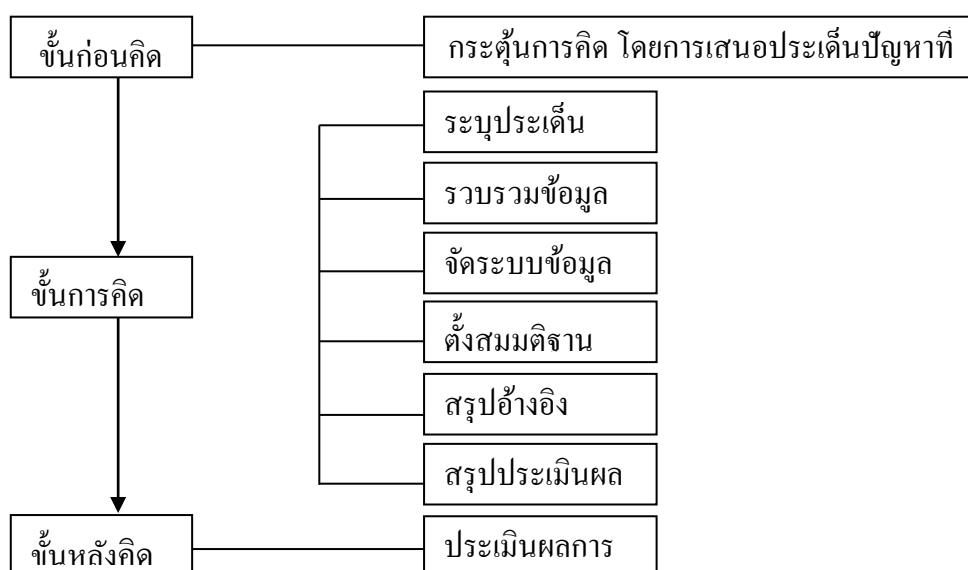 ขั้นก่อนคิด
กระตุ้นการคิด โดยการเสนอประเด็นปัญหาที่
ระบุประเด็น
รวบรวมข้อมูล
จัดระบบข้อมูล
ขั้นการคิด
ตั้งสมมติฐาน
สรุปอ้างอิง
สรุปประเมินผล
ขั้นหลังคิด
ประเมินผลการ